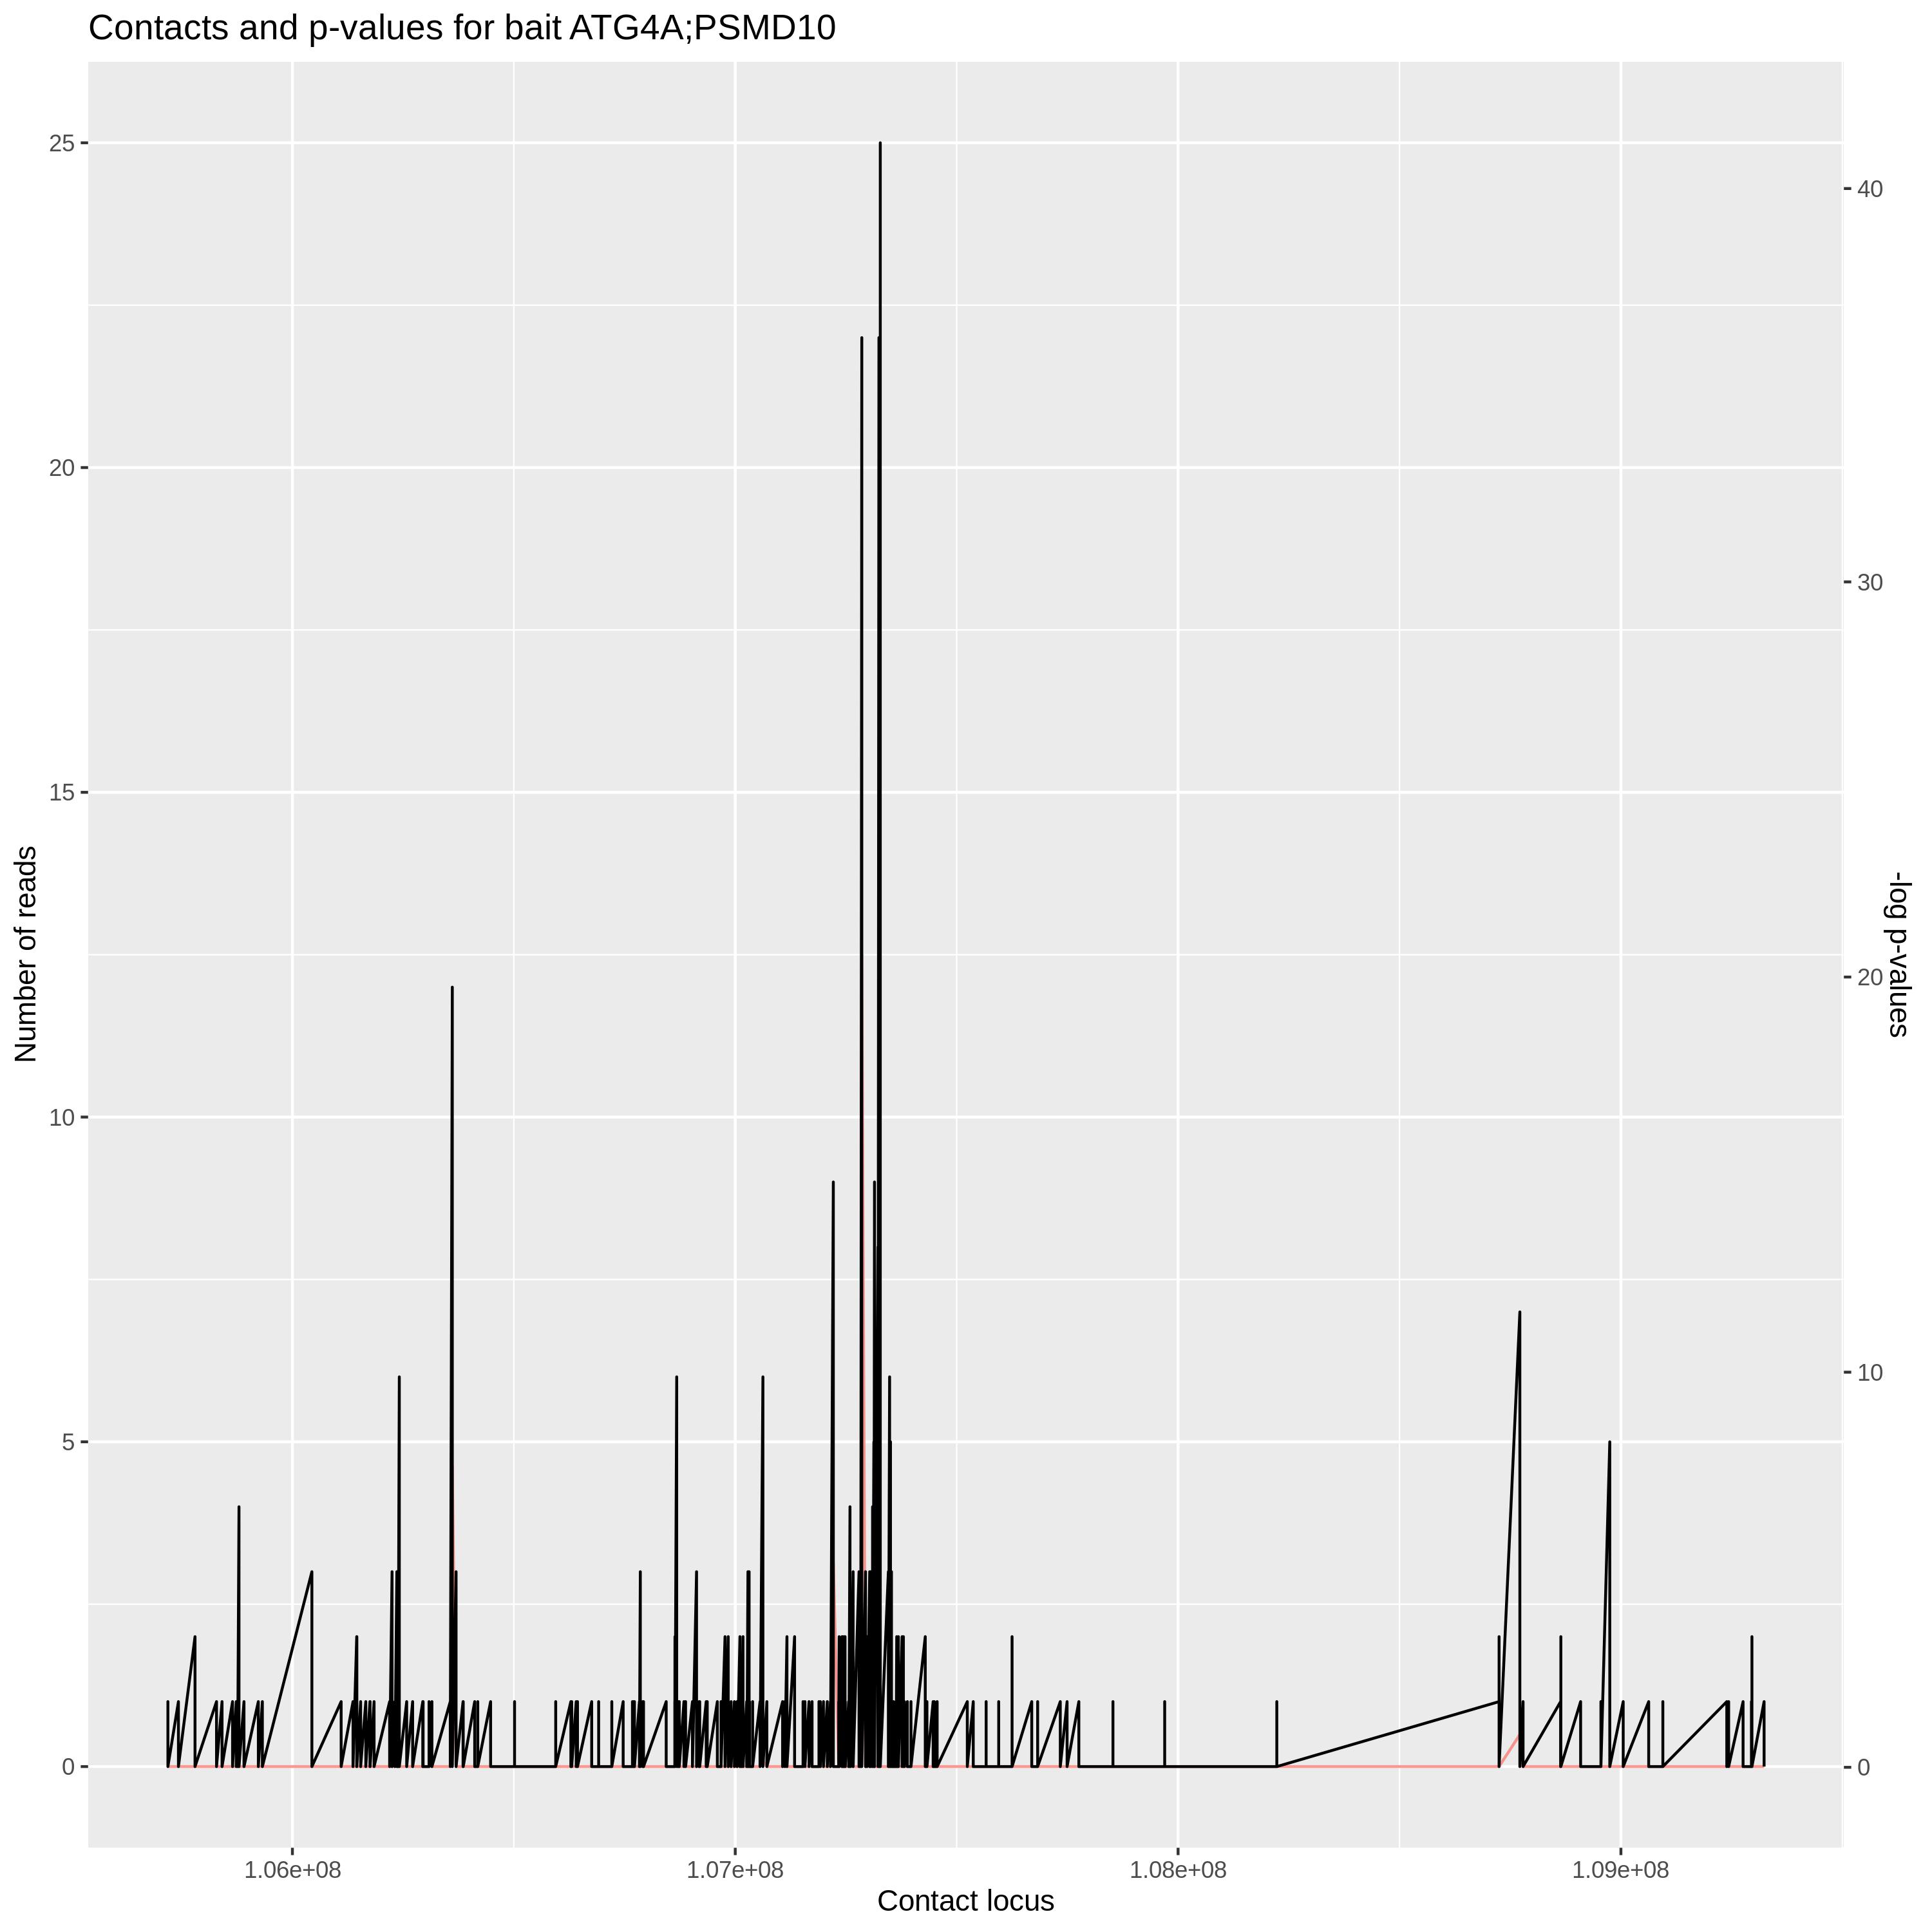 Contacts and p-values for bait ATG4A;PSMD10
25
20
15
10
5
0
Number of reads
40
30
20
10
0
-log p-values
1.06e+08 1.07e+08 1.08e+08 1.09e+08
Contact locus